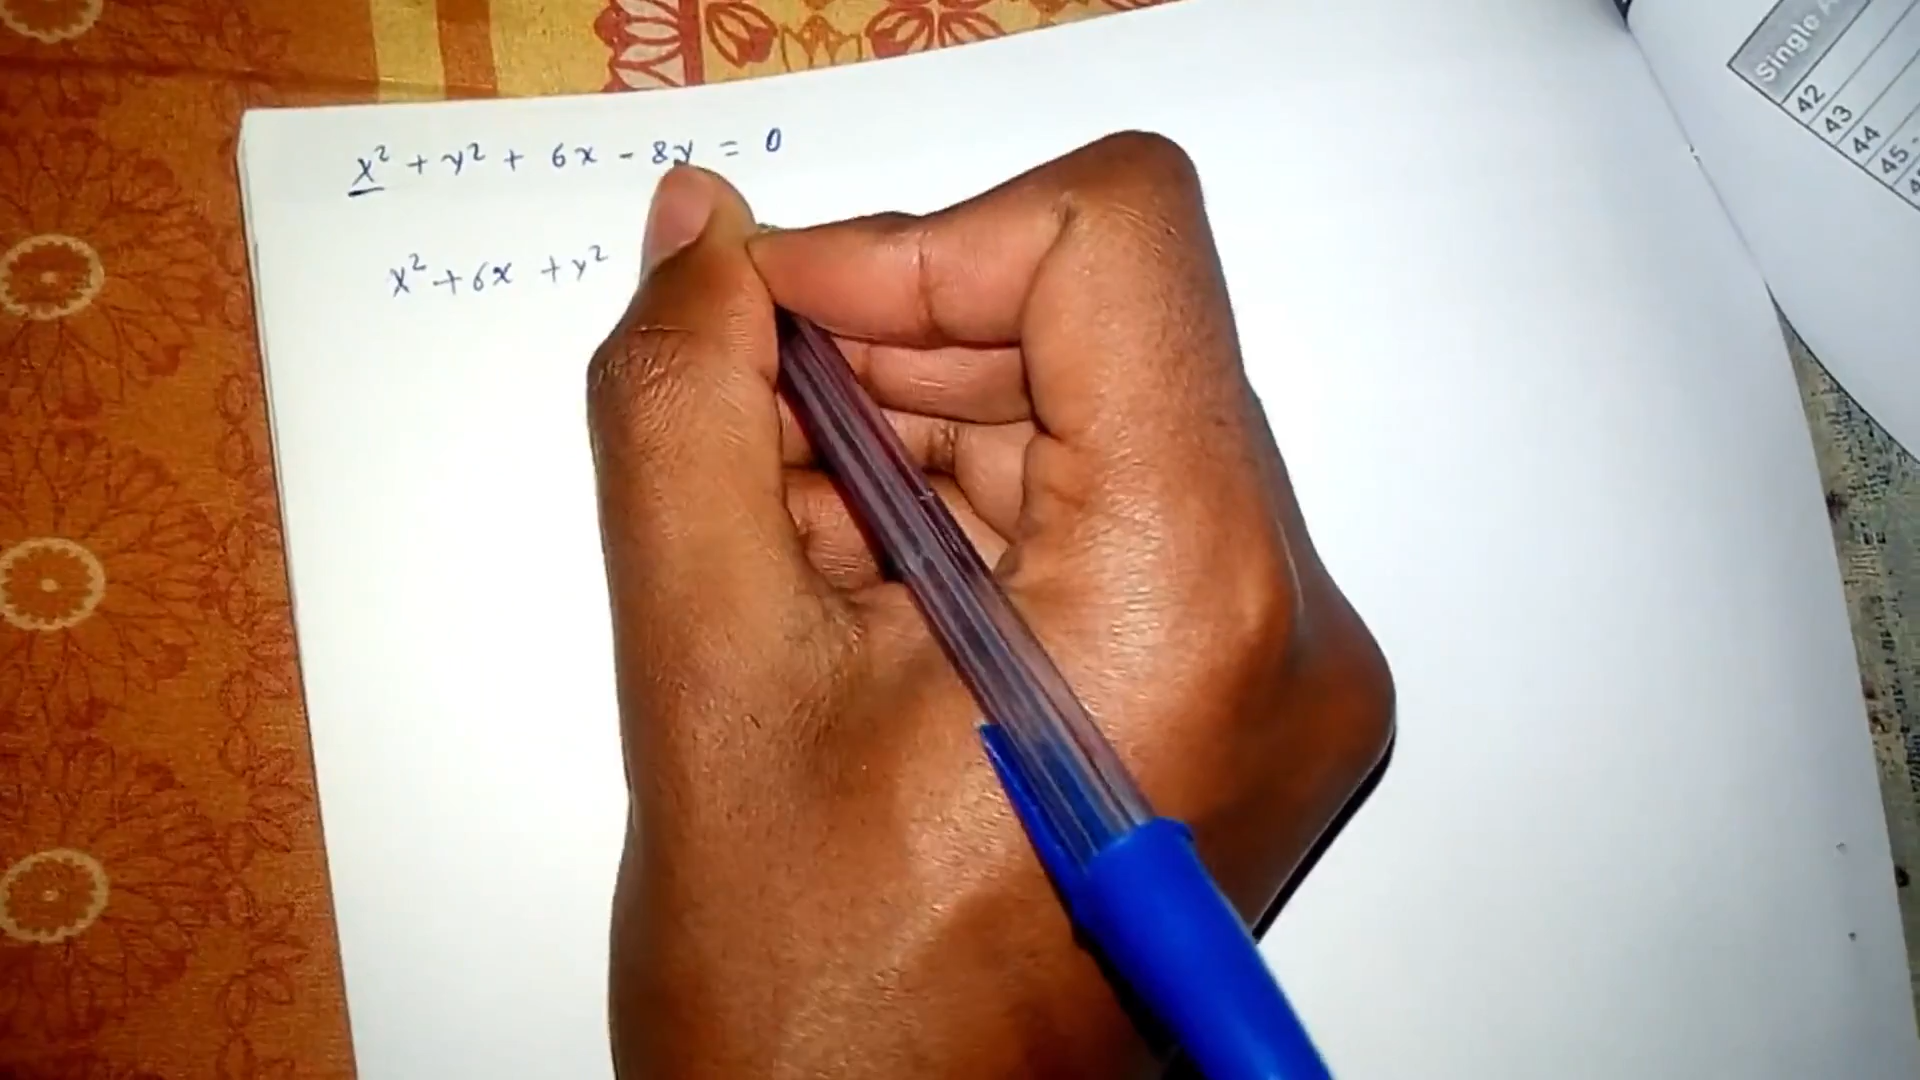 x² + y² + 6x - 8y = 0
x² + 6x + y²
Single
42
43
44
45